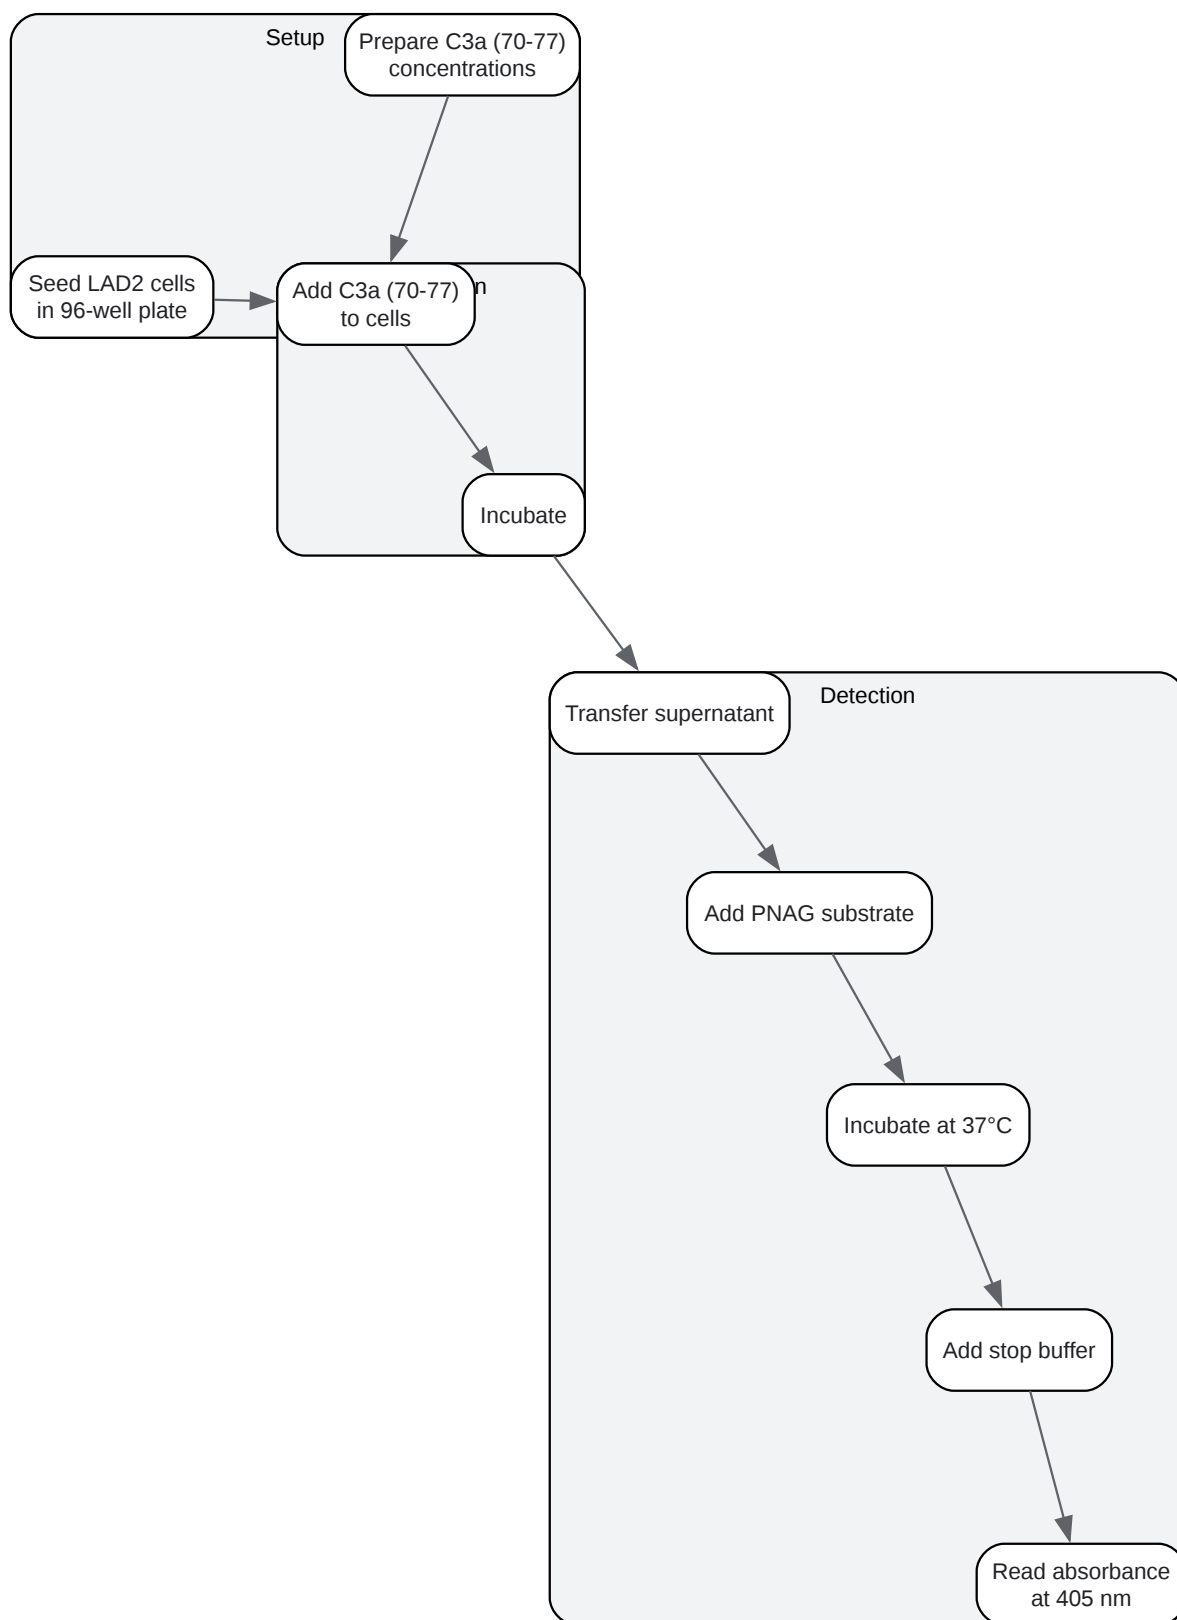 Setup
Prepare C3a (70-77)
concentrations
Seed LAD2 cells
in 96-well plate
Add C3a (70-77)
to cells
Incubate
Transfer supernatant
Detection
Add PNAG substrate
Incubate at 37°C
Add stop buffer
Read absorbance
at 405 nm